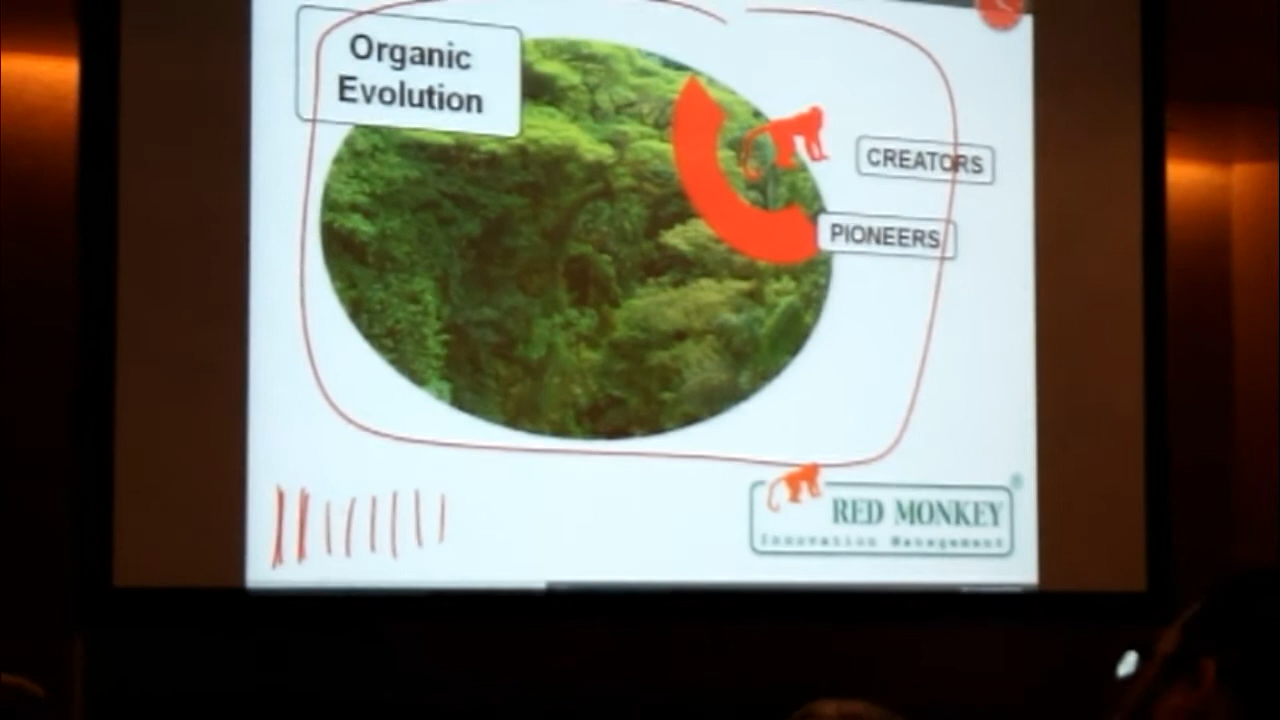 Organic
Evolution
CREATORS
PIONEERS
RED MONKEY
®
Innovation Management